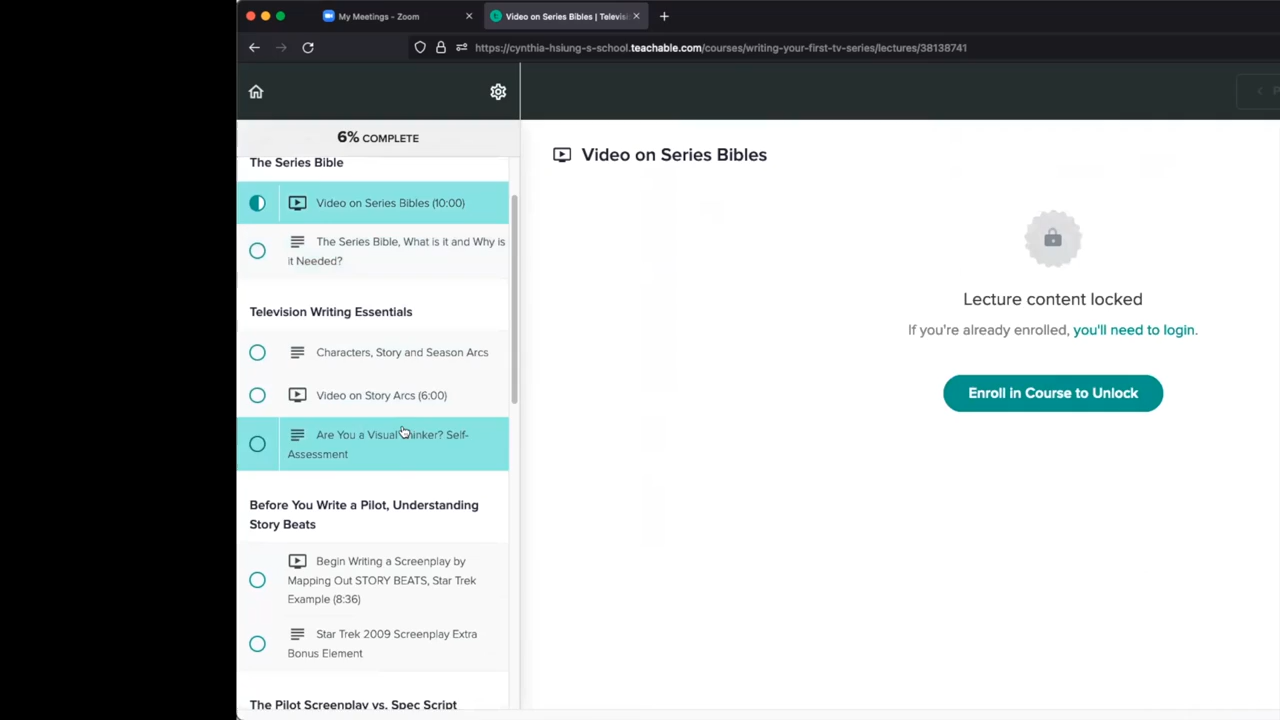 My Meetings - Zoom
Video on Series Bibles | Televisi
https://cynthia-hsiung-s-school.teachable.com/courses/writing-your-first-tv-series/lectures/38138741
6% COMPLETE
The Series Bible
Video on Series Bibles (10:00)
The Series Bible, What is it and Why is
It Needed?
Television Writing Essentials
Characters, Story and Season Arcs
Video on Story Arcs (6:00)
Are You a Visual Thinker? Self-
Assessment
Before You Write a Pilot, Understanding
Story Beats
Begin Writing a Screenplay by
Mapping Out STORY BEATS, Star Trek
Example (8:36)
Star Trek 2009 Screenplay Extra
Bonus Element
The Pilot Screenplay vs. Spec Script
Video on Series Bibles
Lecture content locked
If you're already enrolled, you'll need to login.
Enroll in Course to Unlock